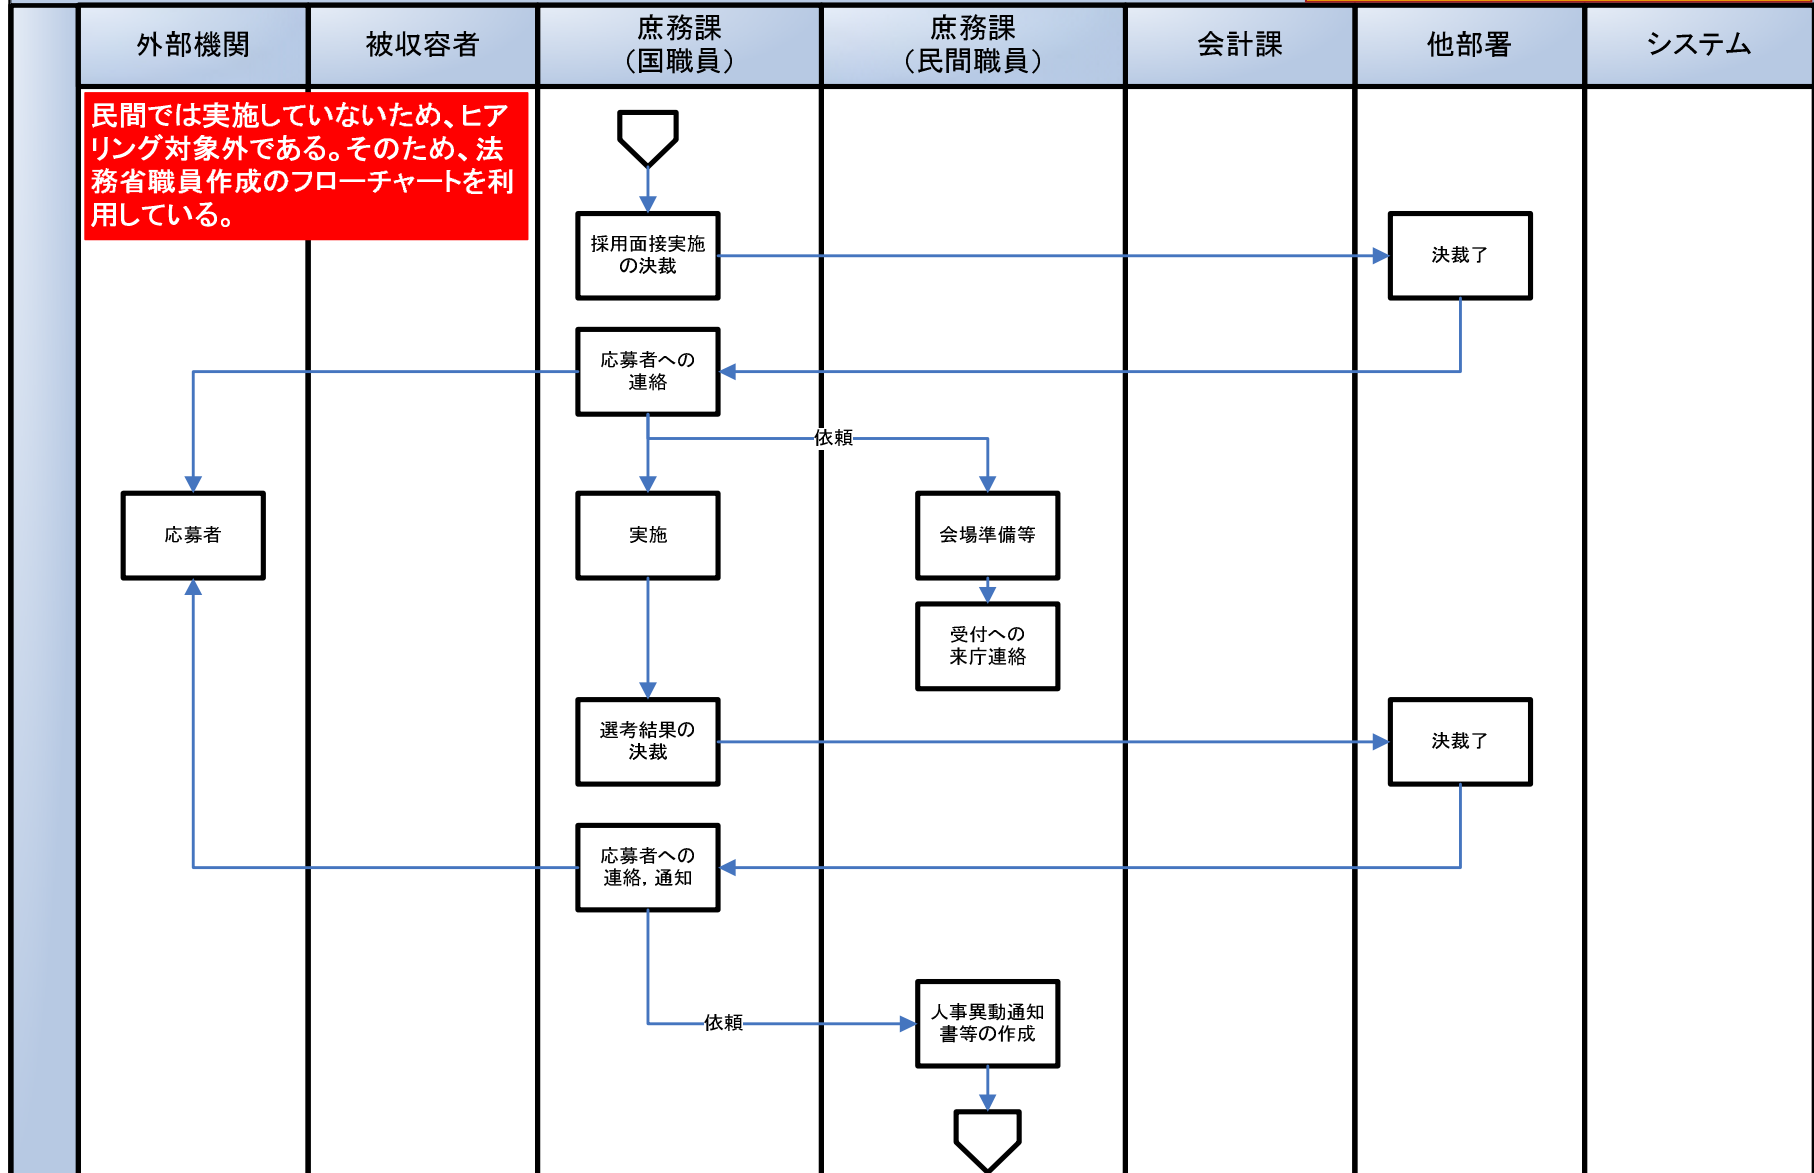 外部機関
被収容者
庶務課
（国職員）
庶務課
（民間職員）
会計課
他部署
システム
民間では実施していないため、ヒア
リング対象外である。そのため、法
務省職員作成のフローチャートを利
用している。
採用面接実施
の決裁
決裁了
応募者への
連絡
依頼
応募者
実施
会場準備等
受付への
来庁連絡
選考結果の
決裁
決裁了
応募者への
連絡，通知
依頼
人事異動通知
書等の作成